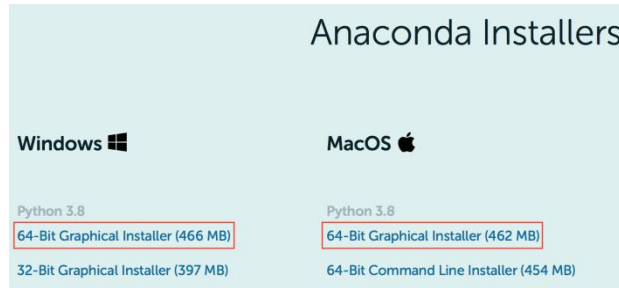 Anaconda Installers
Windows
Python 3.8
64-Bit Graphical Installer (466 MB)
32-Bit Graphical Installer (397 MB)
MacOS
Python 3.8
64-Bit Graphical Installer (462 MB)
64-Bit Command Line Installer (454 MB)